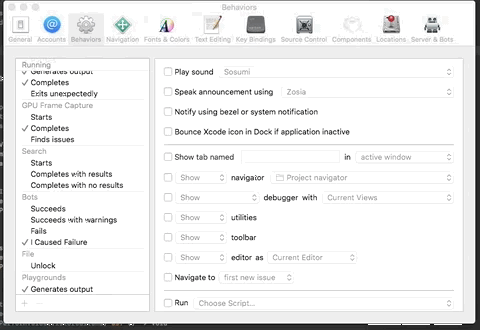 Behaviors
General Accounts Behaviors Navigation Fonts & Colors Text Editing Key Bindings Source Control Components Locations Server & Bots
Running
Generates output
✓ Completes
Exits unexpectedly
GPU Frame Capture
Starts
✓ Completes
Finds issues
Search
Starts
Completes with results
Completes with no results
Bots
Succeeds
Succeeds with warnings
Fails
✓ I Caused Failure
File
Unlock
Playgrounds
✓ Generates output
+ −
Play sound Sosumi
Speak announcement using Zosia
Notify using bezel or system notification
Bounce Xcode icon in Dock if application inactive
Show tab named in active window
Show navigator Project navigator
Show debugger with Current Views
Show utilities
Show toolbar
Show editor as Current Editor
Navigate to first new issue
Run Choose Script...